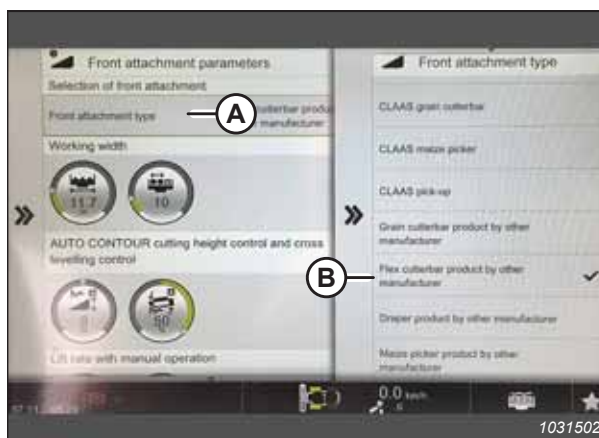 Front attachment parameters
Selection of front attachment
Front attachment type
A
cutterbar produ
manufacturer
Working width
11.7
10
AUTO CONTOUR cutting height control and cross
levelling control
50
Lift rate with manual operation
Front attachment type
CLAAS grain cutterbar
CLAAS maize picker
CLAAS pick-up
Grain cutterbar product by other
manufacturer
B
Flex cutterbar product by other
manufacturer
Draper product by other manufacturer
Maize picker product by other
manufacturer
0.0 km/h
1031502